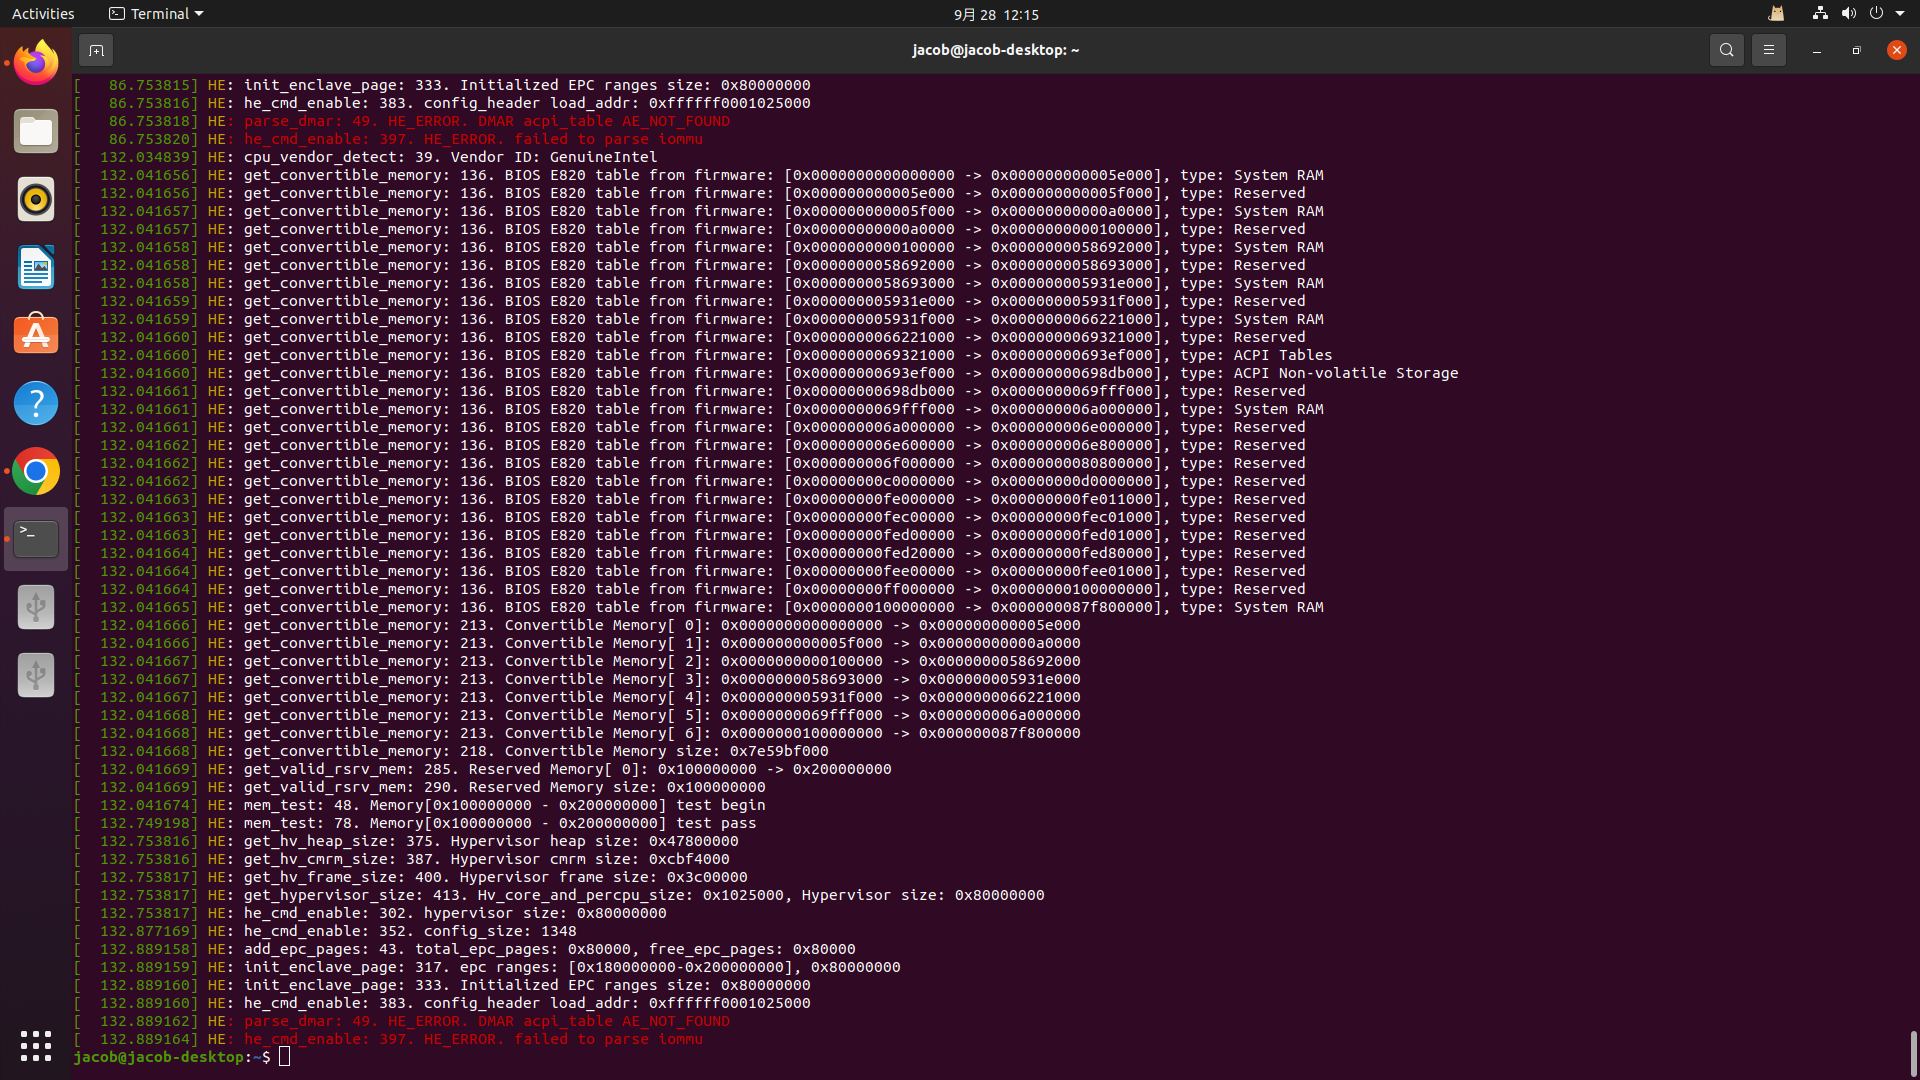 Activities
Terminal
9月 28 12:15
jacob@jacob-desktop: ~
[   86.753815] HE: init_enclave_page: 333. Initialized EPC ranges size: 0x80000000
[   86.753816] HE: he_cmd_enable: 383. config_header load_addr: 0xffffff0001025000
[   86.753818] HE: parse_dmar: 49. HE_ERROR. DMAR acpi_table AE_NOT_FOUND
[   86.753820] HE: he_cmd_enable: 397. HE_ERROR. failed to parse iommu
[  132.034839] HE: cpu_vendor_detect: 39. Vendor ID: GenuineIntel
[  132.041656] HE: get_convertible_memory: 136. BIOS E820 table from firmware: [0x0000000000000000 -> 0x000000000005e000], type: System RAM
[  132.041656] HE: get_convertible_memory: 136. BIOS E820 table from firmware: [0x000000000005e000 -> 0x000000000005f000], type: Reserved
[  132.041657] HE: get_convertible_memory: 136. BIOS E820 table from firmware: [0x000000000005f000 -> 0x00000000000a0000], type: System RAM
[  132.041657] HE: get_convertible_memory: 136. BIOS E820 table from firmware: [0x00000000000a0000 -> 0x0000000000100000], type: Reserved
[  132.041658] HE: get_convertible_memory: 136. BIOS E820 table from firmware: [0x0000000000100000 -> 0x0000000058692000], type: System RAM
[  132.041658] HE: get_convertible_memory: 136. BIOS E820 table from firmware: [0x0000000058692000 -> 0x0000000058693000], type: Reserved
[  132.041658] HE: get_convertible_memory: 136. BIOS E820 table from firmware: [0x0000000058693000 -> 0x000000005931e000], type: System RAM
[  132.041659] HE: get_convertible_memory: 136. BIOS E820 table from firmware: [0x000000005931e000 -> 0x000000005931f000], type: Reserved
[  132.041659] HE: get_convertible_memory: 136. BIOS E820 table from firmware: [0x000000005931f000 -> 0x0000000066221000], type: System RAM
[  132.041660] HE: get_convertible_memory: 136. BIOS E820 table from firmware: [0x0000000066221000 -> 0x0000000069321000], type: Reserved
[  132.041660] HE: get_convertible_memory: 136. BIOS E820 table from firmware: [0x0000000069321000 -> 0x00000000693ef000], type: ACPI Tables
[  132.041660] HE: get_convertible_memory: 136. BIOS E820 table from firmware: [0x00000000693ef000 -> 0x00000000698db000], type: ACPI Non-volatile Storage
[  132.041661] HE: get_convertible_memory: 136. BIOS E820 table from firmware: [0x00000000698db000 -> 0x0000000069fff000], type: Reserved
[  132.041661] HE: get_convertible_memory: 136. BIOS E820 table from firmware: [0x0000000069fff000 -> 0x000000006a000000], type: System RAM
[  132.041661] HE: get_convertible_memory: 136. BIOS E820 table from firmware: [0x000000006a000000 -> 0x000000006e000000], type: Reserved
[  132.041662] HE: get_convertible_memory: 136. BIOS E820 table from firmware: [0x000000006e600000 -> 0x000000006e800000], type: Reserved
[  132.041662] HE: get_convertible_memory: 136. BIOS E820 table from firmware: [0x000000006f000000 -> 0x0000000080800000], type: Reserved
[  132.041662] HE: get_convertible_memory: 136. BIOS E820 table from firmware: [0x00000000c0000000 -> 0x00000000d0000000], type: Reserved
[  132.041663] HE: get_convertible_memory: 136. BIOS E820 table from firmware: [0x00000000fe000000 -> 0x00000000fe011000], type: Reserved
[  132.041663] HE: get_convertible_memory: 136. BIOS E820 table from firmware: [0x00000000fec00000 -> 0x00000000fec01000], type: Reserved
[  132.041663] HE: get_convertible_memory: 136. BIOS E820 table from firmware: [0x00000000fed00000 -> 0x00000000fed01000], type: Reserved
[  132.041664] HE: get_convertible_memory: 136. BIOS E820 table from firmware: [0x00000000fed20000 -> 0x00000000fed80000], type: Reserved
[  132.041664] HE: get_convertible_memory: 136. BIOS E820 table from firmware: [0x00000000fee00000 -> 0x00000000fee01000], type: Reserved
[  132.041664] HE: get_convertible_memory: 136. BIOS E820 table from firmware: [0x00000000ff000000 -> 0x0000000100000000], type: Reserved
[  132.041665] HE: get_convertible_memory: 136. BIOS E820 table from firmware: [0x0000000100000000 -> 0x000000087f800000], type: System RAM
[  132.041666] HE: get_convertible_memory: 213. Convertible Memory[ 0]: 0x0000000000000000 -> 0x000000000005e000
[  132.041666] HE: get_convertible_memory: 213. Convertible Memory[ 1]: 0x000000000005f000 -> 0x00000000000a0000
[  132.041667] HE: get_convertible_memory: 213. Convertible Memory[ 2]: 0x0000000000100000 -> 0x0000000058692000
[  132.041667] HE: get_convertible_memory: 213. Convertible Memory[ 3]: 0x0000000058693000 -> 0x000000005931e000
[  132.041667] HE: get_convertible_memory: 213. Convertible Memory[ 4]: 0x000000005931f000 -> 0x0000000066221000
[  132.041668] HE: get_convertible_memory: 213. Convertible Memory[ 5]: 0x0000000069fff000 -> 0x000000006a000000
[  132.041668] HE: get_convertible_memory: 213. Convertible Memory[ 6]: 0x0000000100000000 -> 0x000000087f800000
[  132.041668] HE: get_convertible_memory: 218. Convertible Memory size: 0x7e59bf000
[  132.041669] HE: get_valid_rsrv_mem: 285. Reserved Memory[ 0]: 0x100000000 -> 0x200000000
[  132.041669] HE: get_valid_rsrv_mem: 290. Reserved Memory size: 0x100000000
[  132.041674] HE: mem_test: 48. Memory[0x100000000 - 0x200000000] test begin
[  132.749198] HE: mem_test: 78. Memory[0x100000000 - 0x200000000] test pass
[  132.753816] HE: get_hv_heap_size: 375. Hypervisor heap size: 0x47800000
[  132.753816] HE: get_hv_cmrm_size: 387. Hypervisor cmrm size: 0xcbf4000
[  132.753817] HE: get_hv_frame_size: 400. Hypervisor frame size: 0x3c00000
[  132.753817] HE: get_hypervisor_size: 413. Hv_core_and_percpu_size: 0x1025000, Hypervisor size: 0x80000000
[  132.753817] HE: he_cmd_enable: 302. hypervisor size: 0x80000000
[  132.877169] HE: he_cmd_enable: 352. config_size: 1348
[  132.889158] HE: add_epc_pages: 43. total_epc_pages: 0x80000, free_epc_pages: 0x80000
[  132.889159] HE: init_enclave_page: 317. epc ranges: [0x180000000-0x200000000], 0x80000000
[  132.889160] HE: init_enclave_page: 333. Initialized EPC ranges size: 0x80000000
[  132.889160] HE: he_cmd_enable: 383. config_header load_addr: 0xffffff0001025000
[  132.889162] HE: parse_dmar: 49. HE_ERROR. DMAR acpi_table AE_NOT_FOUND
[  132.889164] HE: he_cmd_enable: 397. HE_ERROR. failed to parse iommu
jacob@jacob-desktop:~$